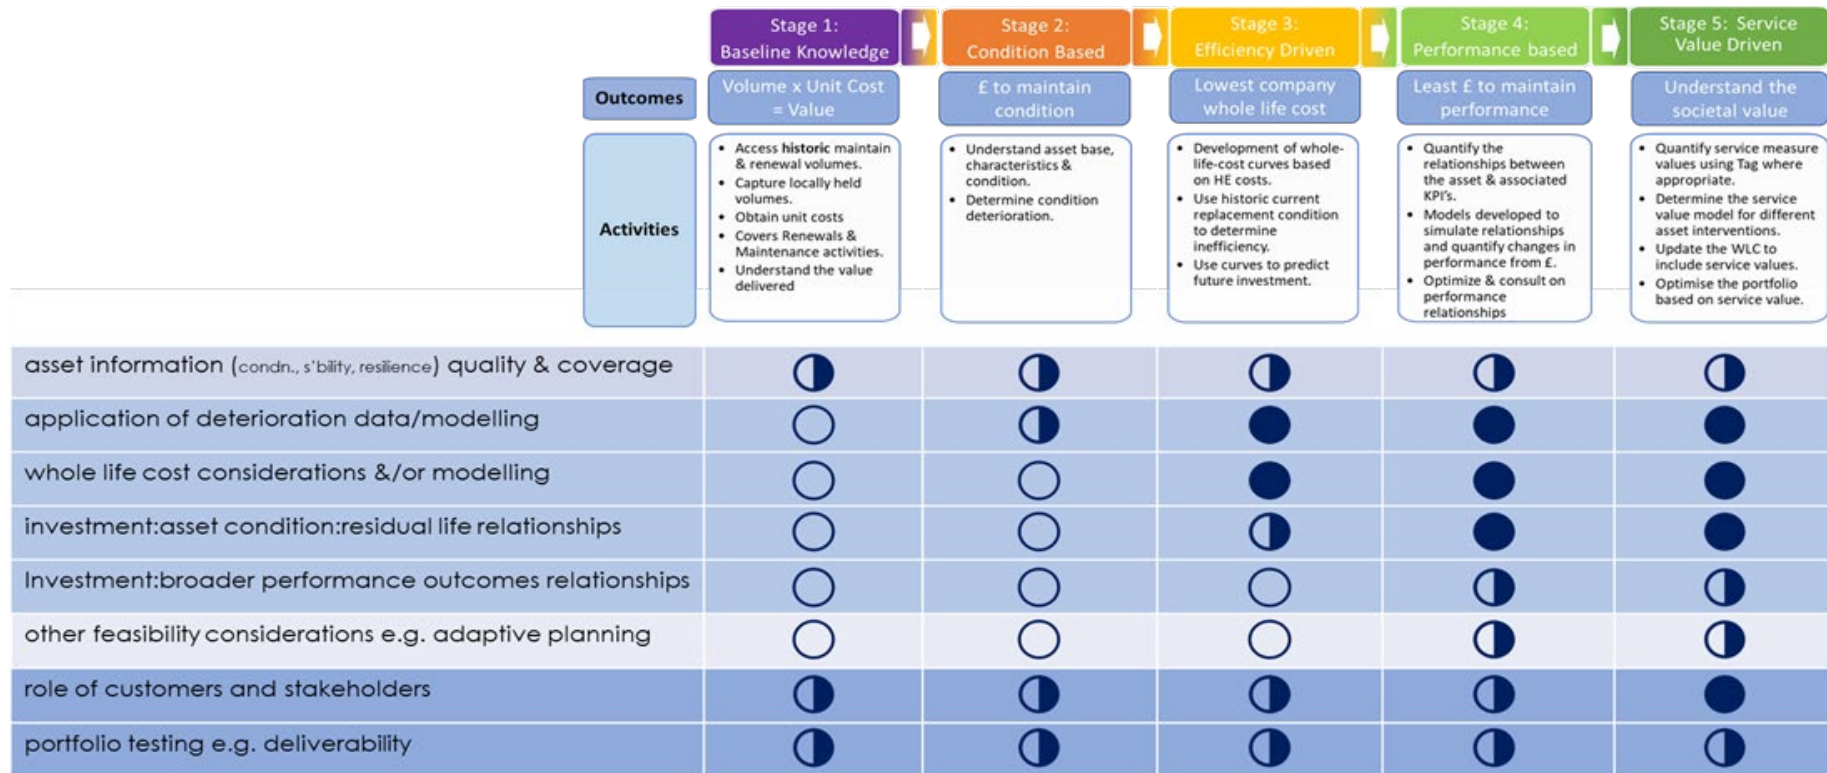 Stage 1:
Baseline Knowledge
Stage 2:
Condition Based
Stage 3:
Efficiency Driven
Stage 4:
Performance based
Stage 5: Service
Value Driven
Outcomes
Volume x Unit Cost
= Value
£ to maintain
condition
Lowest company
whole life cost
Least £ to maintain
performance
Understand the
societal value
Activities
• Access historic maintain
& renewal volumes.
• Capture locally held
volumes.
• Obtain unit costs
• Covers Renewals &
Maintenance activities.
• Understand the value
delivered
• Understand asset base,
characteristics &
condition.
• Determine condition
deterioration.
• Development of whole-
life-cost curves based
on HE costs.
• Use historic current
replacement condition
to determine
inefficiency.
• Use curves to predict
future investment.
• Quantify the
relationships between
the asset & associated
KPI's.
• Models developed to
simulate relationships
and quantify changes in
performance from £.
• Optimize & consult on
performance
relationships
• Quantify service measure
values using Tag where
appropriate.
• Determine the service
value model for different
asset interventions.
• Update the WLC to
include service values.
• Optimise the portfolio
based on service value.
asset information (condn., s'bility, resilience) quality & coverage
application of deterioration data/modelling
whole life cost considerations &/or modelling
investment:asset condition:residual life relationships
Investment:broader performance outcomes relationships
other feasibility considerations e.g. adaptive planning
role of customers and stakeholders
portfolio testing e.g. deliverability